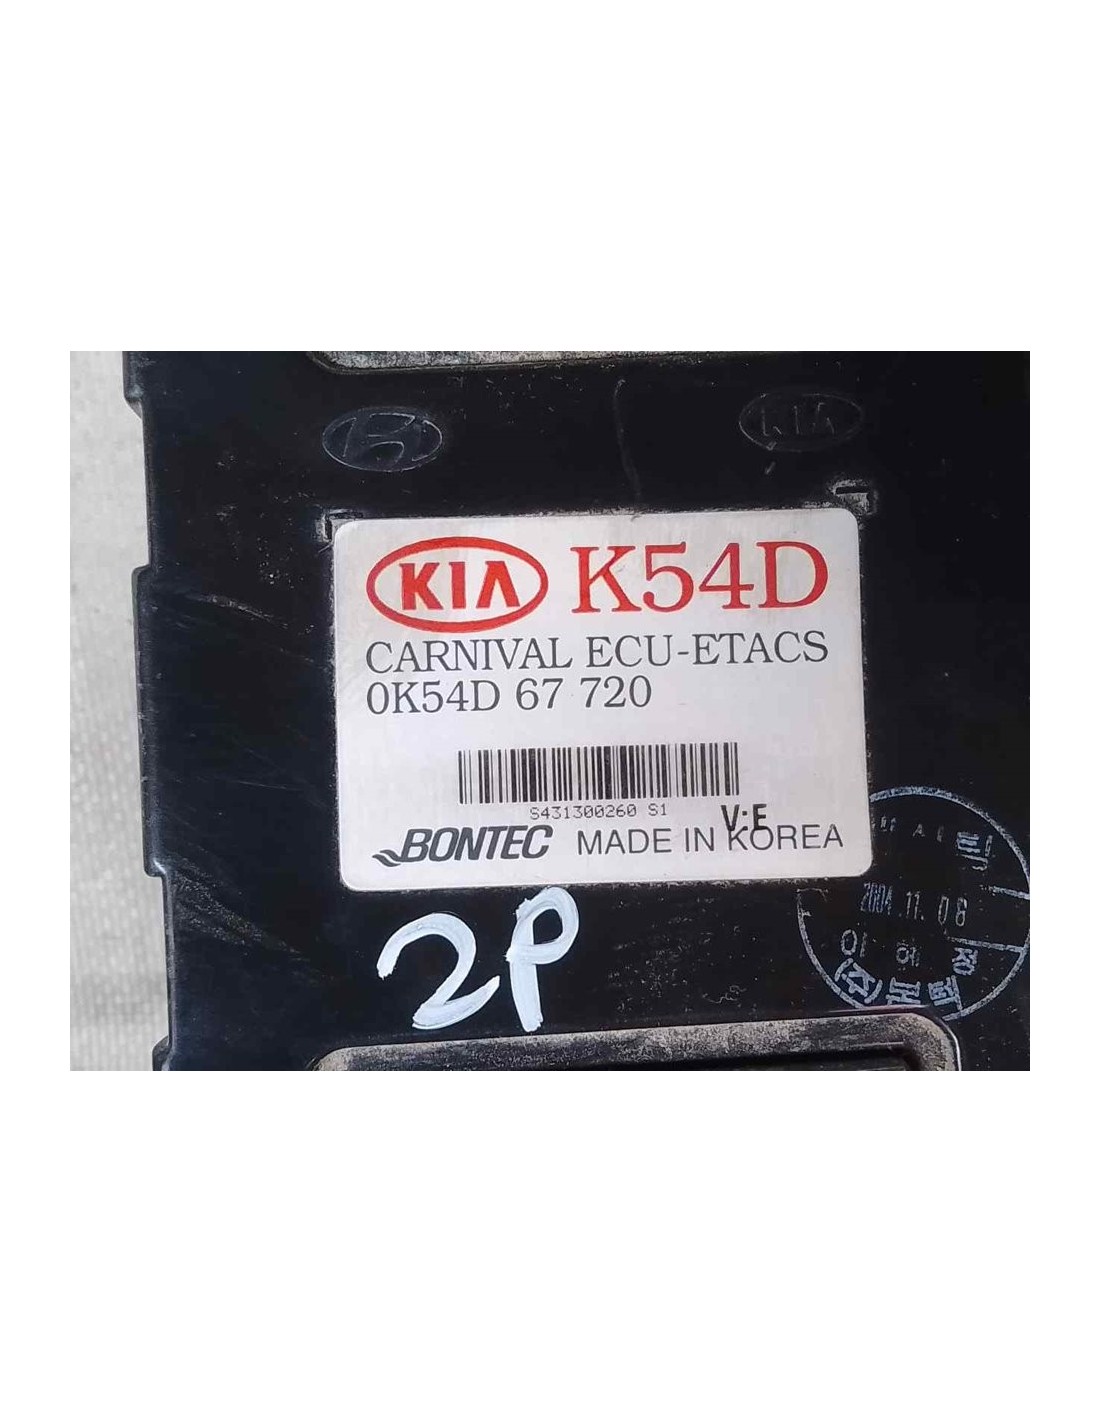 KIA
KIA K54D
CARNIVAL ECU-ETACS
0K54D 67 720
S431300260 S1
V:E
BONTEC MADE IN KOREA
2004.11.08
2P